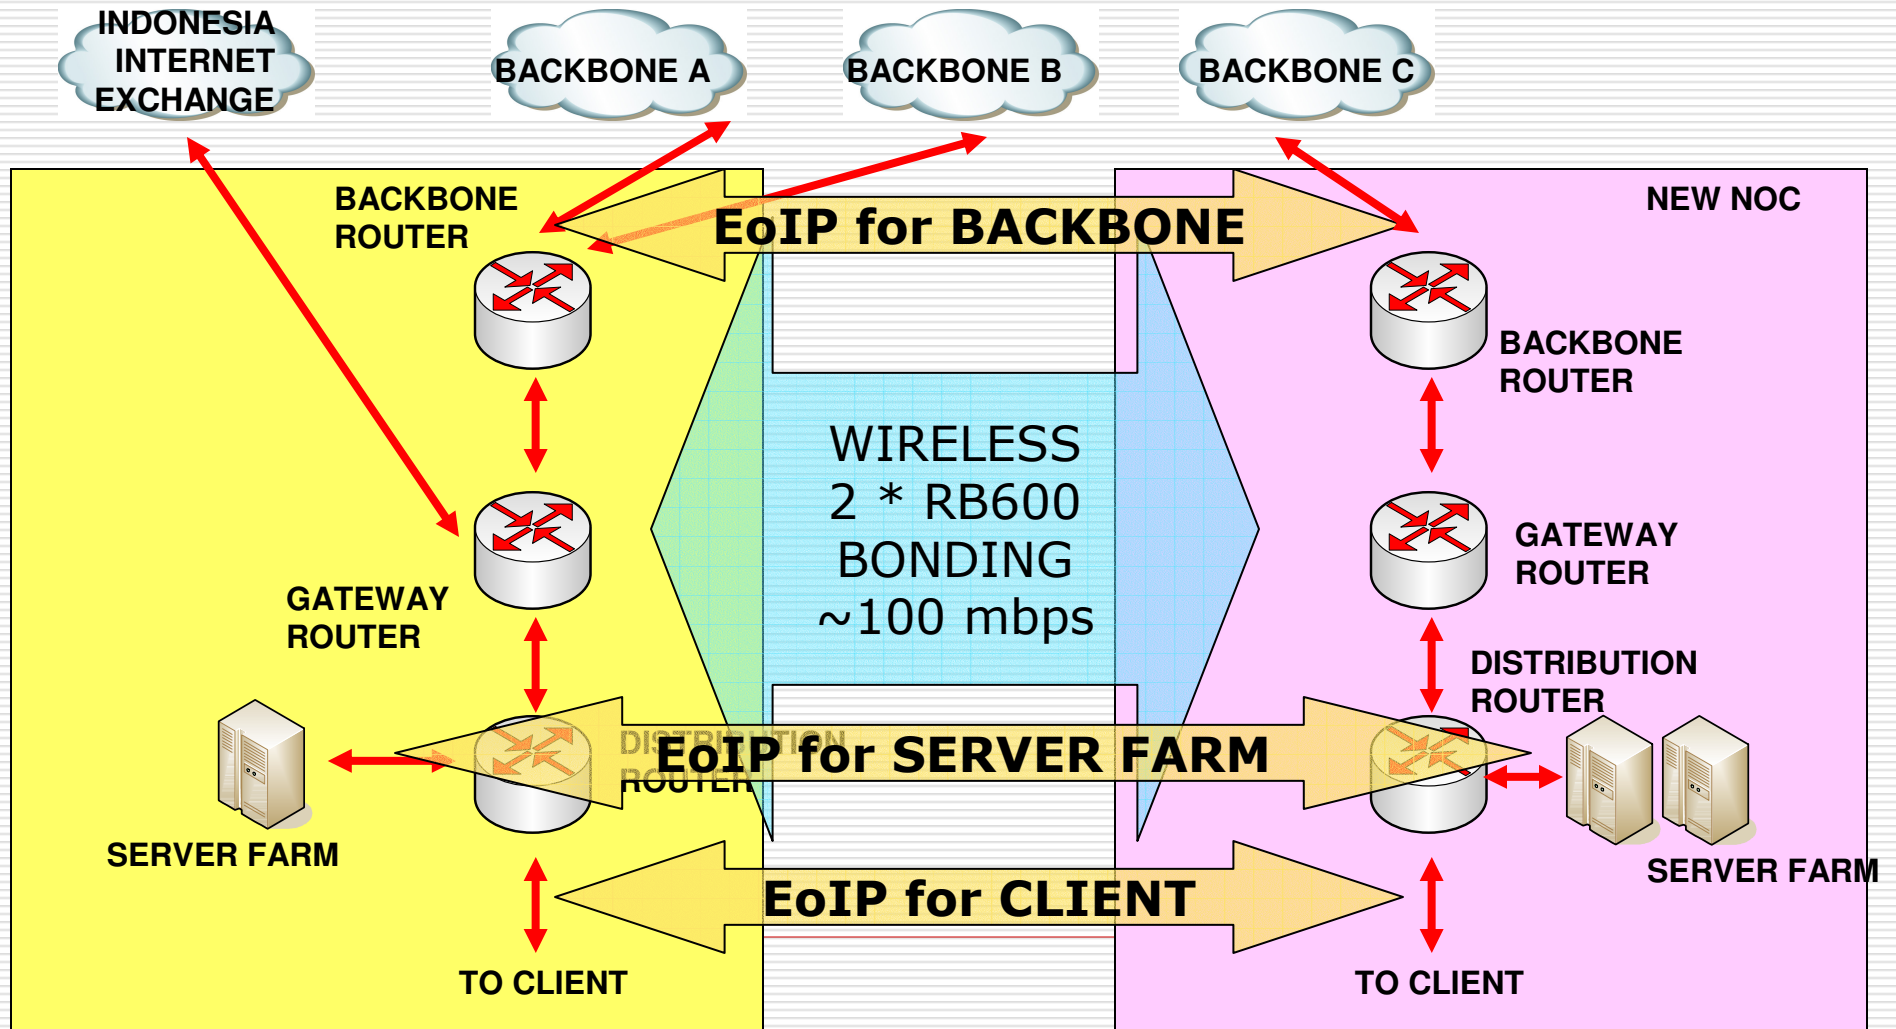 INDONESIA
INTERNET
EXCHANGE
BACKBONE A
BACKBONE B
BACKBONE C
BACKBONE
ROUTER
NEW NOC
EoIP for BACKBONE
BACKBONE
ROUTER
WIRELESS
2 * RB600
BONDING
~100 mbps
GATEWAY
ROUTER
GATEWAY
ROUTER
DISTRIBUTION
ROUTER
DISTRIBUTION
ROUTER
EoIP for SERVER FARM
SERVER FARM
SERVER FARM
EoIP for CLIENT
TO CLIENT
TO CLIENT